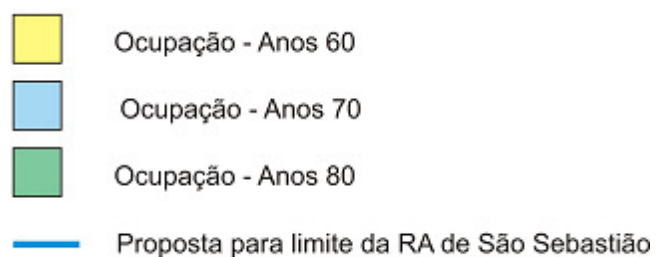 Ocupação - Anos 60
Ocupação - Anos 70
Ocupação - Anos 80
Proposta para limite da RA de São Sebastião